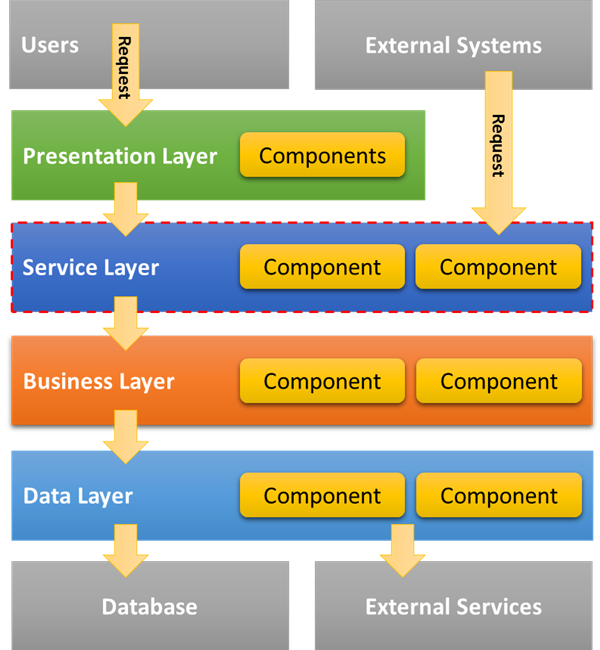 Users
External Systems
Request
Request
Presentation Layer
Components
Service Layer
Component
Component
Business Layer
Component
Component
Data Layer
Component
Component
Database
External Services